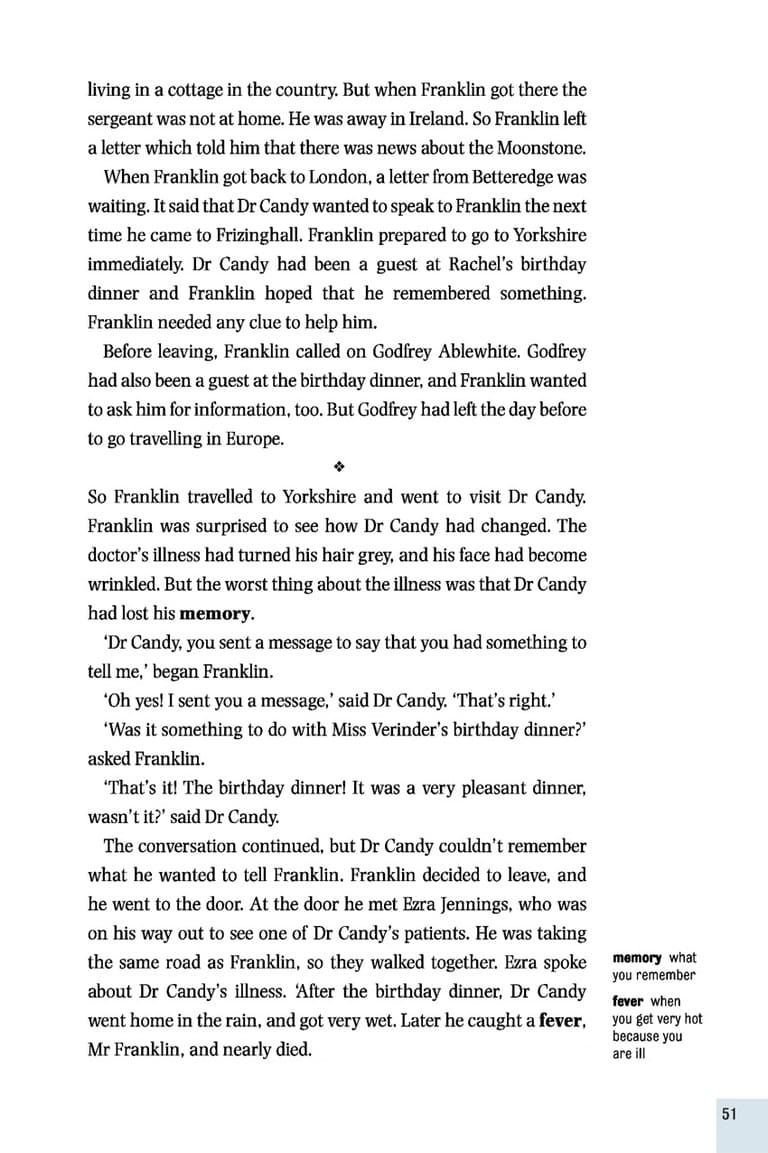 living in a cottage in the country. But when Franklin got there the
sergeant was not at home. He was away in Ireland. So Franklin left
a letter which told him that there was news about the Moonstone.
When Franklin got back to London, a letter from Betteredge was
waiting. It said that Dr Candy wanted to speak to Franklin the next
time he came to Frizinghall. Franklin prepared to go to Yorkshire
immediately. Dr Candy had been a guest at Rachel's birthday
dinner and Franklin hoped that he remembered something.
Franklin needed any clue to help him.
Before leaving, Franklin called on Godfrey Ablewhite. Godfrey
had also been a guest at the birthday dinner, and Franklin wanted
to ask him for information, too. But Godfrey had left the day before
to go travelling in Europe.
❖
So Franklin travelled to Yorkshire and went to visit Dr Candy.
Franklin was surprised to see how Dr Candy had changed. The
doctor's illness had turned his hair grey, and his face had become
wrinkled. But the worst thing about the illness was that Dr Candy
had lost his memory.
'Dr Candy, you sent a message to say that you had something to
tell me,' began Franklin.
'Oh yes! I sent you a message,' said Dr Candy. 'That's right.'
'Was it something to do with Miss Verinder's birthday dinner?'
asked Franklin.
'That's it! The birthday dinner! It was a very pleasant dinner,
wasn't it?' said Dr Candy.
The conversation continued, but Dr Candy couldn't remember
what he wanted to tell Franklin. Franklin decided to leave, and
he went to the door. At the door he met Ezra Jennings, who was
on his way out to see one of Dr Candy's patients. He was taking
the same road as Franklin, so they walked together. Ezra spoke
about Dr Candy's illness. 'After the birthday dinner, Dr Candy
went home in the rain, and got very wet. Later he caught a fever,
Mr Franklin, and nearly died.
memory what
you remember
fever when
you get very hot
because you
are ill
51